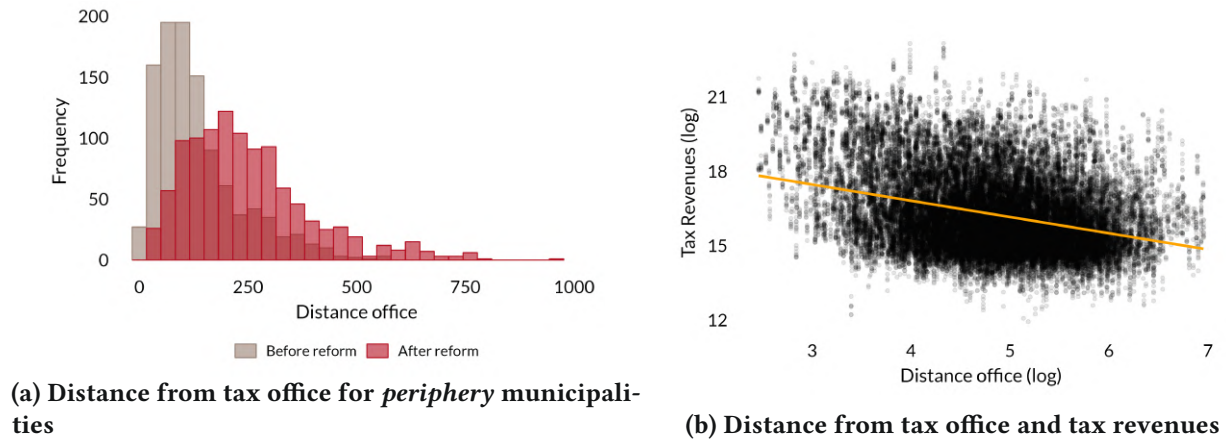 200
150
100
50
0
Frequency
0 250 500 750 1000
Distance office
Before reform After reform
(a) Distance from tax office for periphery municipali-
ties
21
18
15
12
Tax Revenues (log)
3 4 5 6 7
Distance office (log)
(b) Distance from tax office and tax revenues